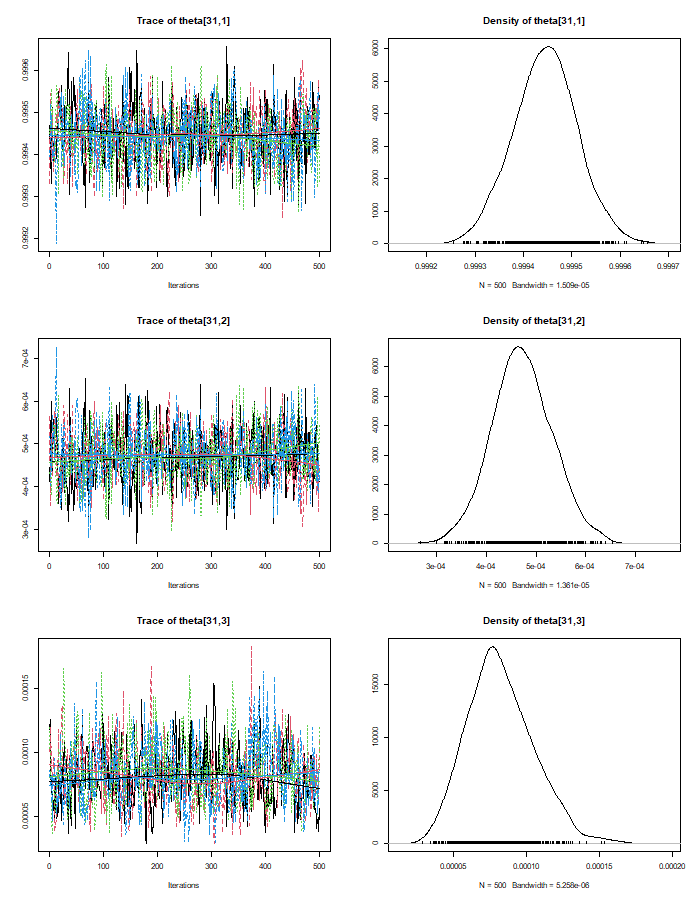 Trace of theta[31,1]
0.9992 0.9993 0.9994 0.9995 0.9996
0 100 200 300 400 500
Iterations
Density of theta[31,1]
0 1000 2000 3000 4000 5000 6000
0.9992 0.9993 0.9994 0.9995 0.9996 0.9997
N = 500 Bandwidth = 1.509e-05
Trace of theta[31,2]
3e-04 4e-04 5e-04 6e-04 7e-04
0 100 200 300 400 500
Iterations
Density of theta[31,2]
0 1000 2000 3000 4000 5000 6000
3e-04 4e-04 5e-04 6e-04 7e-04
N = 500 Bandwidth = 1.361e-05
Trace of theta[31,3]
0.00005 0.00010 0.00015
0 100 200 300 400 500
Iterations
Density of theta[31,3]
0 5000 10000 15000
0.00005 0.00010 0.00015 0.00020
N = 500 Bandwidth = 5.258e-06